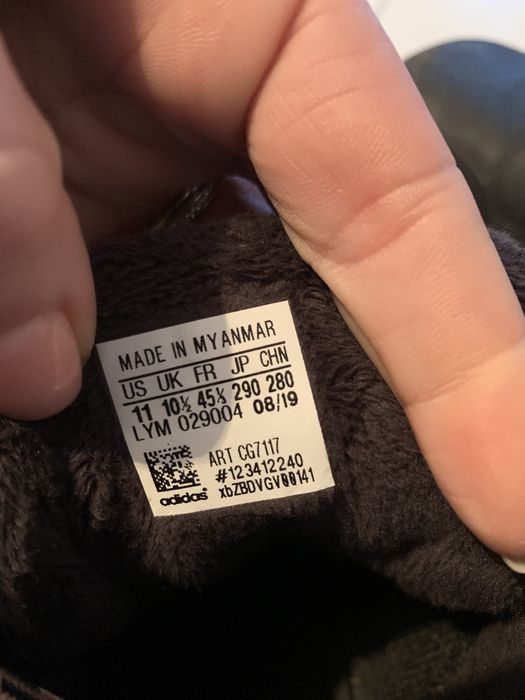 MADE IN MYANMAR
US UK FR JP CHN
11 10½ 45⅓ 290 280
LYM 029004 08/19
ART CG7117
#123412240
xbZBDVGV00141
adidas